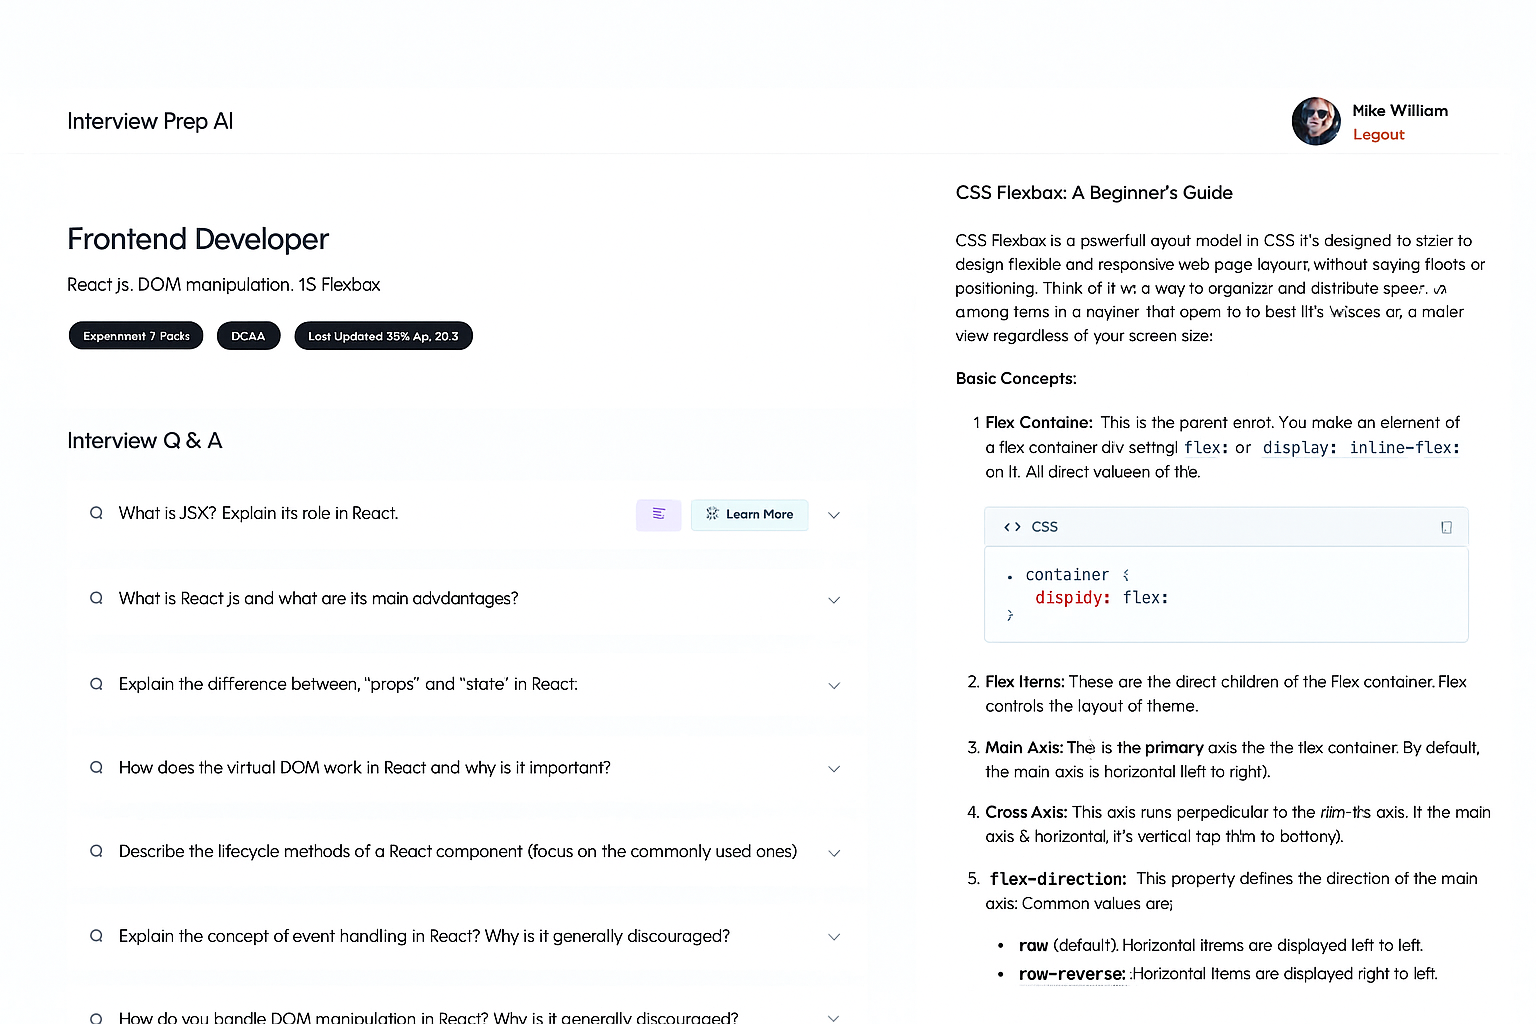 Interview Prep AI
Mike William
Legout
Frontend Developer
React js. DOM manipulation. 1S Flexbax
Expenment 7 Packs
DCAA
Lost Updated 35% Ap, 20.3
Interview Q & A
Q What is JSX? Explain its role in React.
Learn More
Q What is React js and what are its main advdantages?
Q Explain the difference between, “props” and “state’ in React:
Q How does the virtual DOM work in React and why is it important?
Q Describe the lifecycle methods of a React component (focus on the commonly used ones)
Q Explain the concept of event handling in React? Why is it generally discouraged?
Q How do you bandle DOM manipulation in React? Why is it generally discouraged?
CSS Flexbax: A Beginner’s Guide
CSS Flexbax is a pswerfull ayout model in CSS it's designed to stzier to
design flexible and responsive web page layourr, without saying floots or
positioning. Think of it a way to organizzr and distribute speer.
among tems in a nayiner that opem to to best llt's ar, a maler
view regardless of your screen size:
Basic Concepts:
1 Flex Containe: This is the parent enrot. You make an elernent of
a flex container div settngl flex: or display: inline-flex:
on lt. All direct valueen of the.
<> CSS
. container {
dispidy: flex:
}
2. Flex Iterns: These are the direct children of the Flex container. Flex
controls the layout of theme.
3. Main Axis: The is the primary axis the the tlex container. By default,
the main axis is horizontal lleft to right).
4. Cross Axis: This axis runs perpedicular to the axis. It the main
axis & horizontal, it’s vertical tap to bottony).
5. flex-direction: This property defines the direction of the main
axis: Common values are;
• raw (default). Horizontal itrems are displayed left to left.
• row-reverse: :Horizontal Items are displayed right to left.